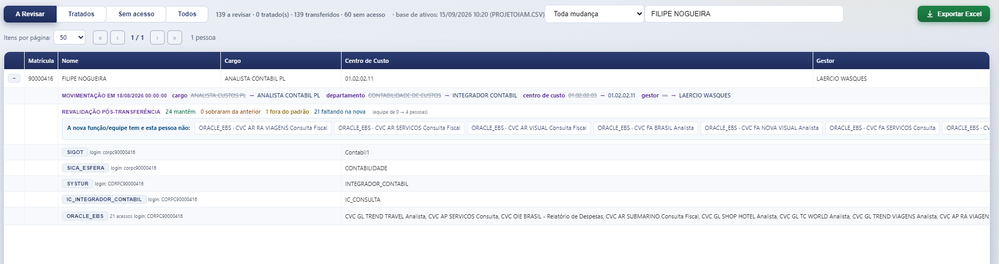 A Revisar Tratados Sem acesso Todos 139 a revisar · 0 tratado(s) · 139 transferidos · 60 sem acesso · base de ativos: 15/09/2026 10:20 (PROJETOIAM.CSV) Toda mudança FILIPE NOGUEIRA Exportar Excel
Itens por página: 50 « ‹ 1 / 1 › » 1 pessoa
Matrícula Nome Cargo Centro de Custo Gestor
− 90000416 FILIPE NOGUEIRA ANALISTA CONTABIL PL 01.02.02.11 LAERCIO WASQUES
MOVIMENTAÇÃO EM 18/08/2026 00:00:00 cargo ANALISTA CUSTOS PL → ANALISTA CONTABIL PL departamento CONTABILIDADE DE CUSTOS → INTEGRADOR CONTABIL centro de custo 01.02.02.03 → 01.02.02.11 gestor — → LAERCIO WASQUES
REVALIDAÇÃO PÓS-TRANSFERÊNCIA 24 mantêm 0 sobraram da anterior 1 fora do padrão 21 faltando na nova (equipe de 0 → 4 pessoas)
A nova função/equipe tem e esta pessoa não: ORACLE_EBS · CVC AR RA VIAGENS Consulta Fiscal ORACLE_EBS · CVC AR SERVICOS Consulta Fiscal ORACLE_EBS · CVC AR VISUAL Consulta Fiscal ORACLE_EBS · CVC FA BRASIL Analista ORACLE_EBS · CVC FA NOVA VISUAL Analista ORACLE_EBS · CVC FA SERVICOS Consulta ORACLE_EBS · CV
SIGOT login: corpc90000416 Contabil1
SICA_ESFERA login: corpc90000416 CONTABILIDADE
SYSTUR login: CORPC90000416 INTEGRADOR_CONTABIL
IC_INTEGRADOR_CONTABIL login: CORPC90000416 IC_CONSULTA
ORACLE_EBS 21 acessos login: CORPC90000416 CVC GL TREND TRAVEL Analista, CVC AP SERVICOS Consulta, CVC OIE BRASIL - Relatório de Despesas, CVC AR SUBMARINO Consulta Fiscal, CVC GL SHOP HOTEL Analista, CVC GL TC WORLD Analista, CVC GL TREND VIAGENS Analista, CVC AP RA VIAGEN